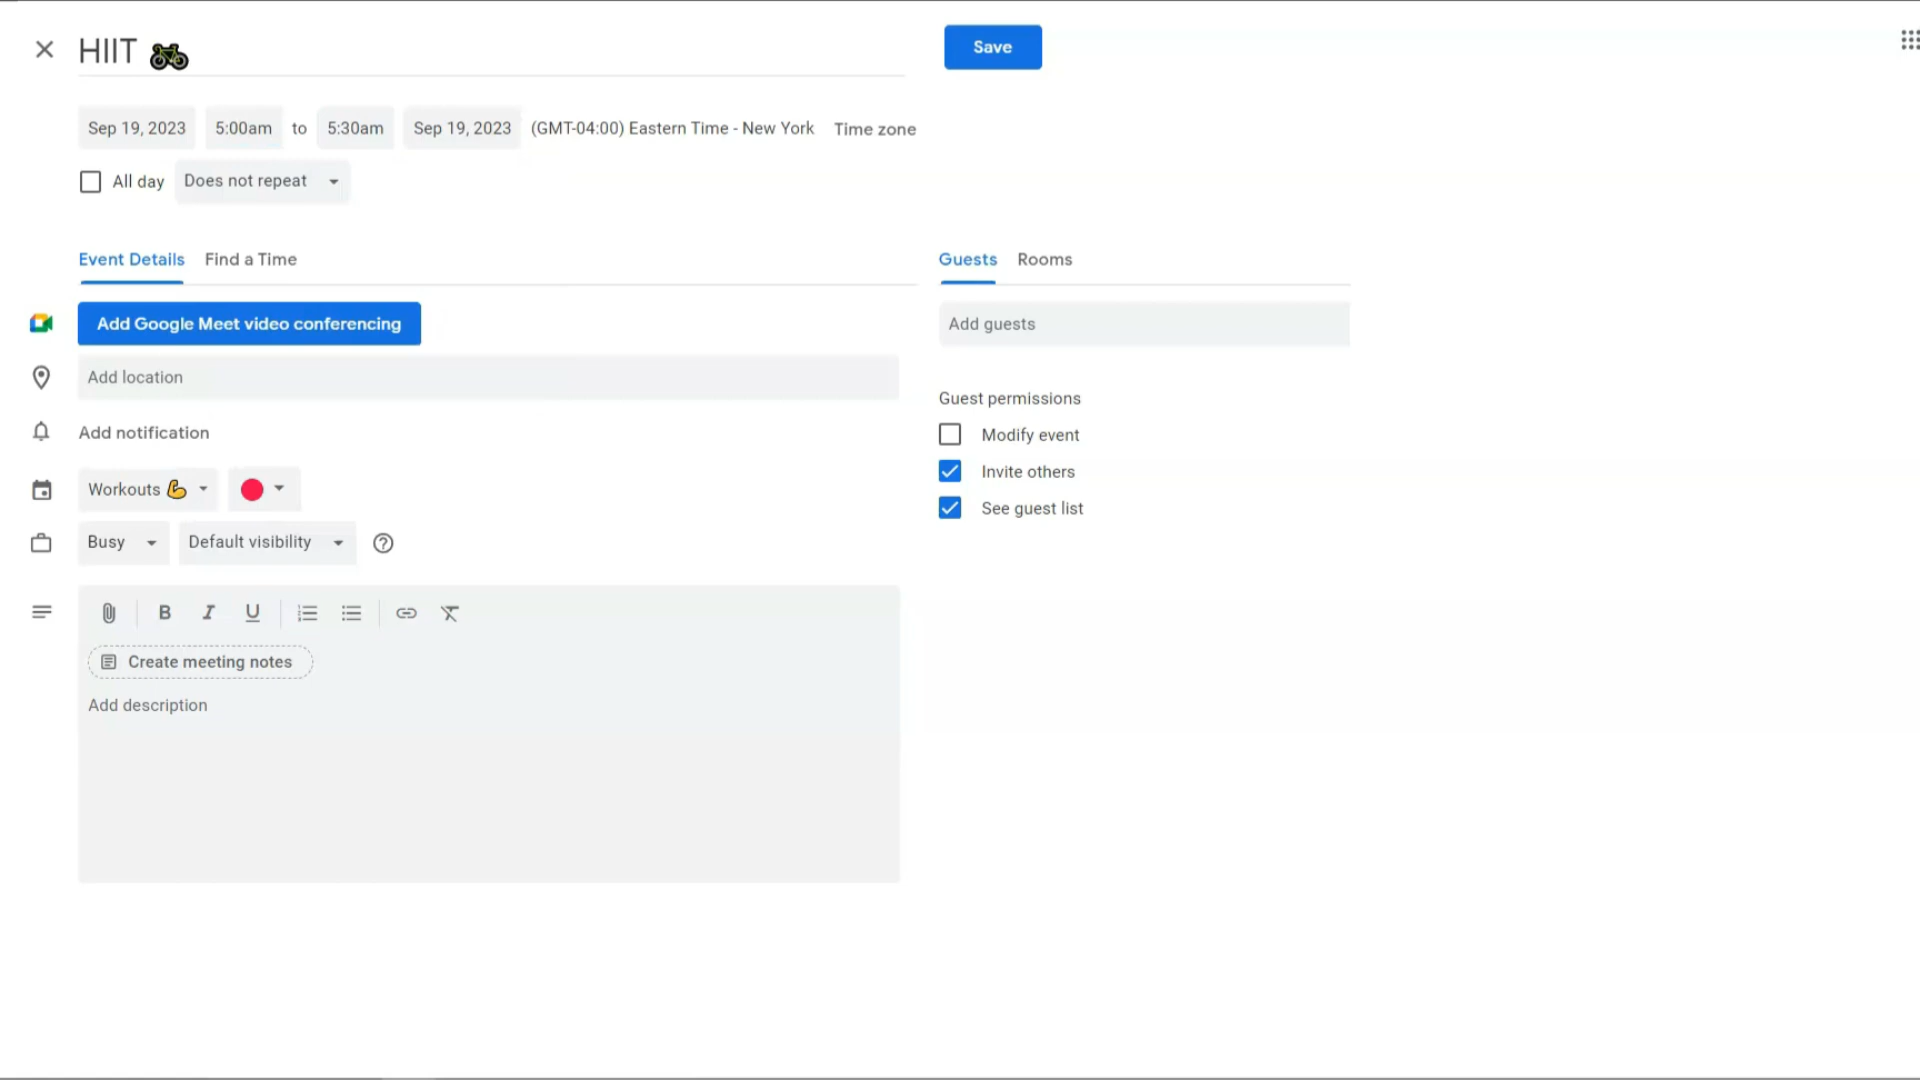 HIIT 🚲
Save
Sep 19, 2023 5:00am to 5:30am Sep 19, 2023 (GMT-04:00) Eastern Time - New York Time zone
All day Does not repeat
Event Details Find a Time
Guests Rooms
Add Google Meet video conferencing
Add guests
Add location
Guest permissions
Add notification
Modify event
Invite others
Workouts 💪
See guest list
Busy Default visibility
B I U
Create meeting notes
Add description